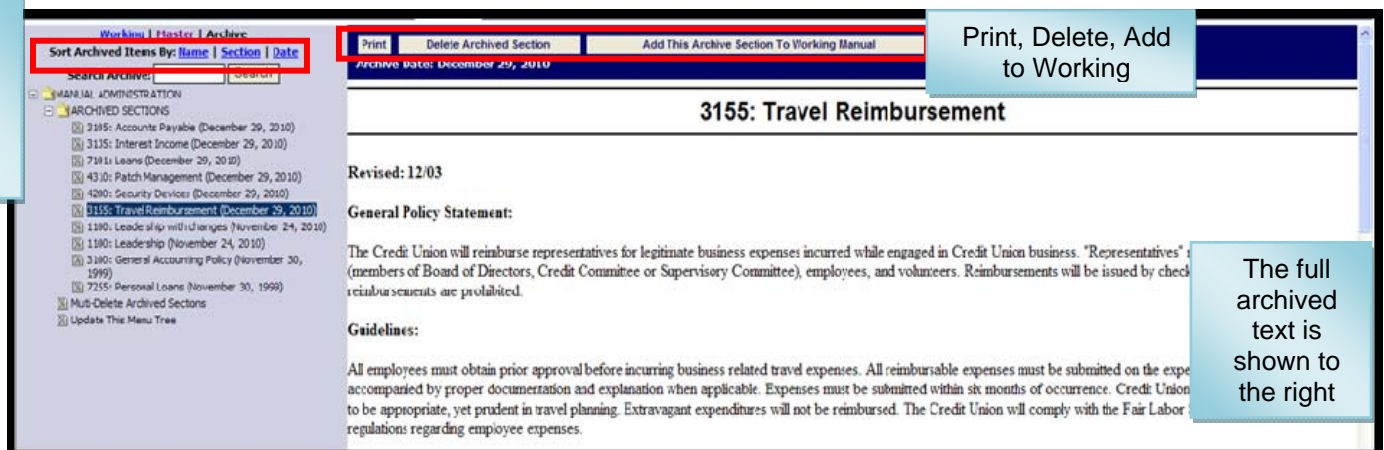 Working | Master | Archive
Sort Archived Items By: Name | Section | Date
Search Archive: Search
MANUAL ADMINISTRATION
ARCHIVED SECTIONS
3105: Accounts Payable (December 29, 2010)
3135: Interest Income (December 29, 2010)
7101: Loans (December 29, 2010)
4310: Patch Management (December 29, 2010)
4200: Security Devices (December 29, 2010)
3155: Travel Reimbursement (December 29, 2010)
1100: Leadership with changes (November 24, 2010)
1100: Leadership (November 24, 2010)
3100: General Accounting Policy (November 30,
1999)
7255: Personal Loans (November 30, 1999)
Muti-Delete Archived Sectons
Update This Menu Tree
Print Delete Archived Section Add This Archive Section To Working Manual
Archive Date: December 29, 2010
Print, Delete, Add
to Working
3155: Travel Reimbursement
Revised: 12/03
General Policy Statement:
The Credit Union will reimburse representatives for legitimate business expenses incurred while engaged in Credit Union business. "Representatives"
(members of Board of Directors, Credit Committee or Supervisory Committee), employees, and volunteers. Reimbursements will be issued by check
reimbursements are prohibited.
Guidelines:
All employees must obtain prior approval before incurring business related travel expenses. All reimbursable expenses must be submitted on the expe
accompanied by proper documentation and explanation when applicable. Expenses must be submitted within six months of occurrence. Credit Union
to be appropriate, yet prudent in travel planning. Extravagant expenditures will not be reimbursed. The Credit Union will comply with the Fair Labor
regulations regarding employee expenses.
The full
archived
text is
shown to
the right